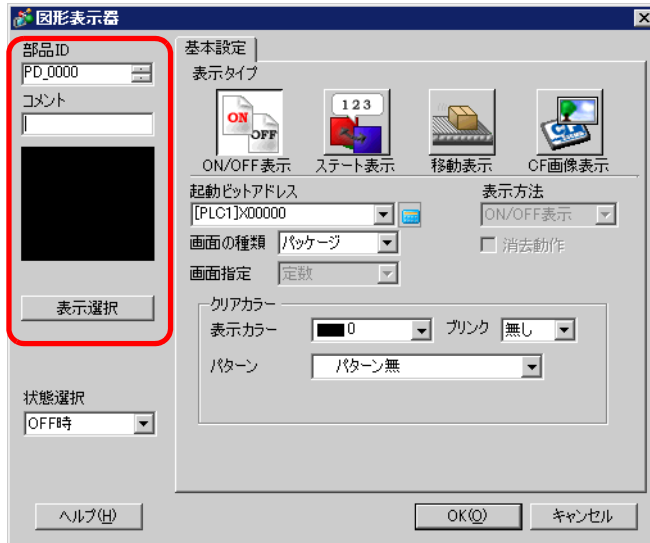 図形表示器
部品ID
PD_0000
コメント
表示選択
状態選択
OFF時
基本設定
表示タイプ
ON
OFF
123
CF
ON/OFF表示 ステート表示 移動表示 CF画像表示
起動ビットアドレス 表示方法
[PLC1]X00000 ON/OFF表示
画面の種類 パッケージ 消去動作
画面指定 定数
クリアカラー
表示カラー 0 ブリンク 無し
パターン パターン無
ヘルプ(H) OK(O) キャンセル